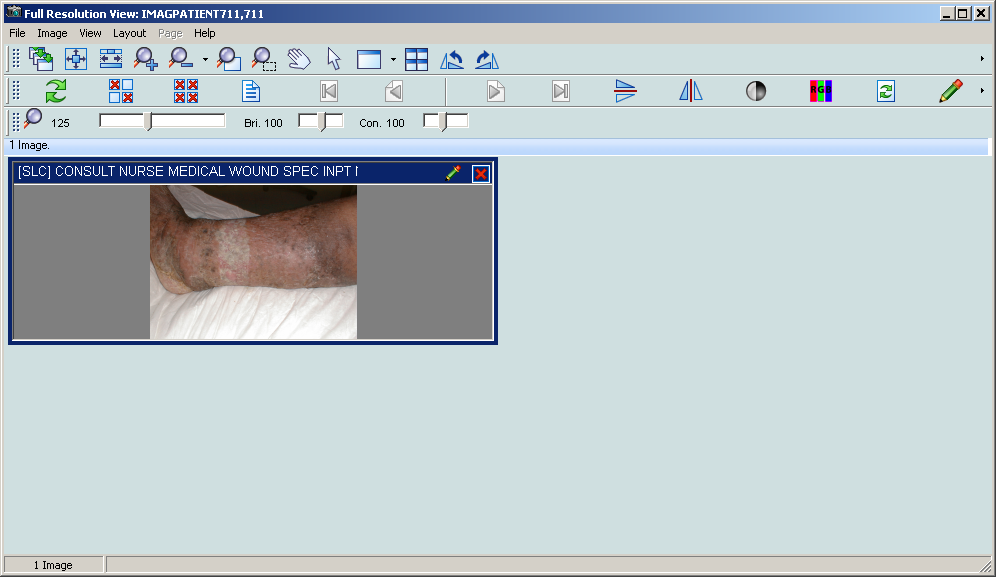 Full Resolution View: IMAGPATIENT711,711
File Image View Layout Page Help
RGB
125 Bri. 100 Con. 100
1 Image.
[SLC] CONSULT NURSE MEDICAL WOUND SPEC INPT
1 Image